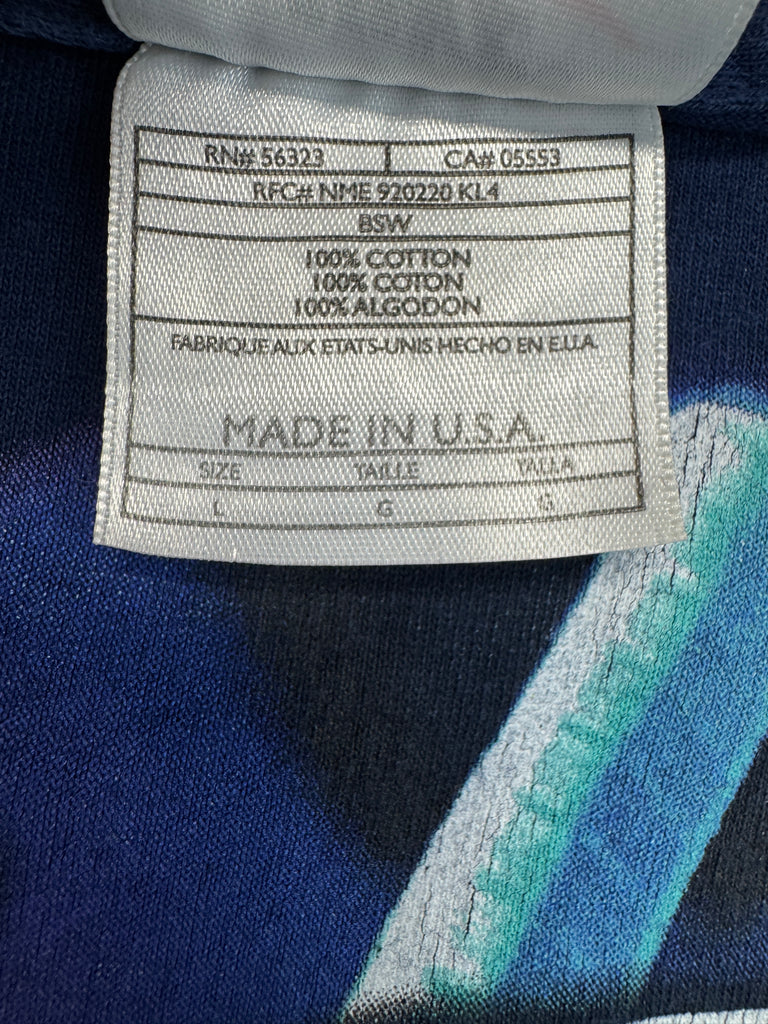 RN# 56323 CA# 05553
RFC# NME 920220 KL4
BSW
100% COTTON
100% COTON
100% ALGODON
FABRIQUE AUX ETATS-UNIS HECHO EN E.U.A.
MADE IN U.S.A.
SIZE TAILLE TALLA
L G G